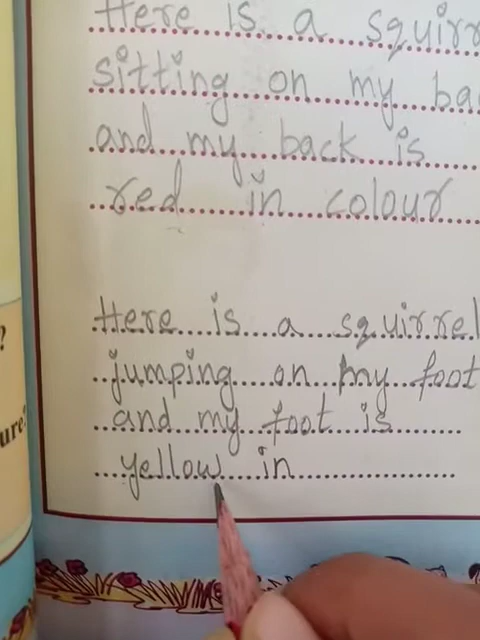 Here is a squirr
sitting on my ba
and my back is
red in colour
Here is a squirrel
jumping on my foot
and my foot is
yellow in
?
ure?